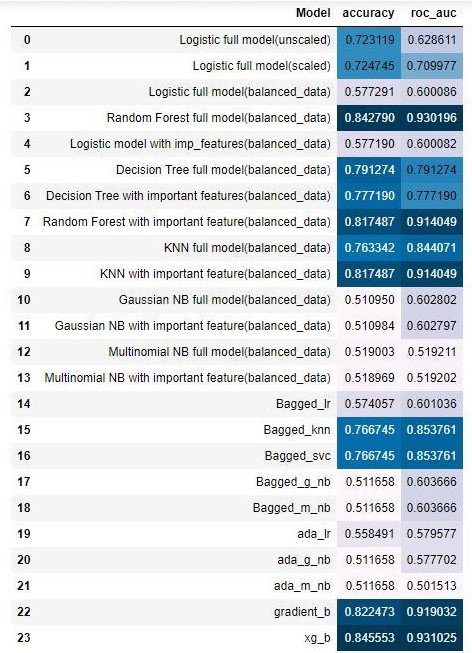 Model accuracy roc_auc
0 Logistic full model(unscaled) 0.723119 0.628611
1 Logistic full model(scaled) 0.724745 0.709977
2 Logistic full model(balanced_data) 0.577291 0.600086
3 Random Forest full model(balanced_data) 0.842790 0.930196
4 Logistic model with imp_features(balanced_data) 0.577190 0.600082
5 Decision Tree full model(balanced_data) 0.791274 0.791274
6 Decision Tree with important features(balanced_data) 0.777190 0.777190
7 Random Forest with important feature(balanced_data) 0.817487 0.914049
8 KNN full model(balanced_data) 0.763342 0.844071
9 KNN with important feature(balanced_data) 0.817487 0.914049
10 Gaussian NB full model(balanced_data) 0.510950 0.602802
11 Gaussian NB with important feature(balanced_data) 0.510984 0.602797
12 Multinomial NB full model(balanced_data) 0.519003 0.519211
13 Multinomial NB with important feature(balanced_data) 0.518969 0.519202
14 Bagged_lr 0.574057 0.601036
15 Bagged_knn 0.766745 0.853761
16 Bagged_svc 0.766745 0.853761
17 Bagged_g_nb 0.511658 0.603666
18 Bagged_m_nb 0.511658 0.603666
19 ada_lr 0.558491 0.579577
20 ada_g_nb 0.511658 0.577702
21 ada_m_nb 0.511658 0.501513
22 gradient_b 0.822473 0.919032
23 xg_b 0.845553 0.931025